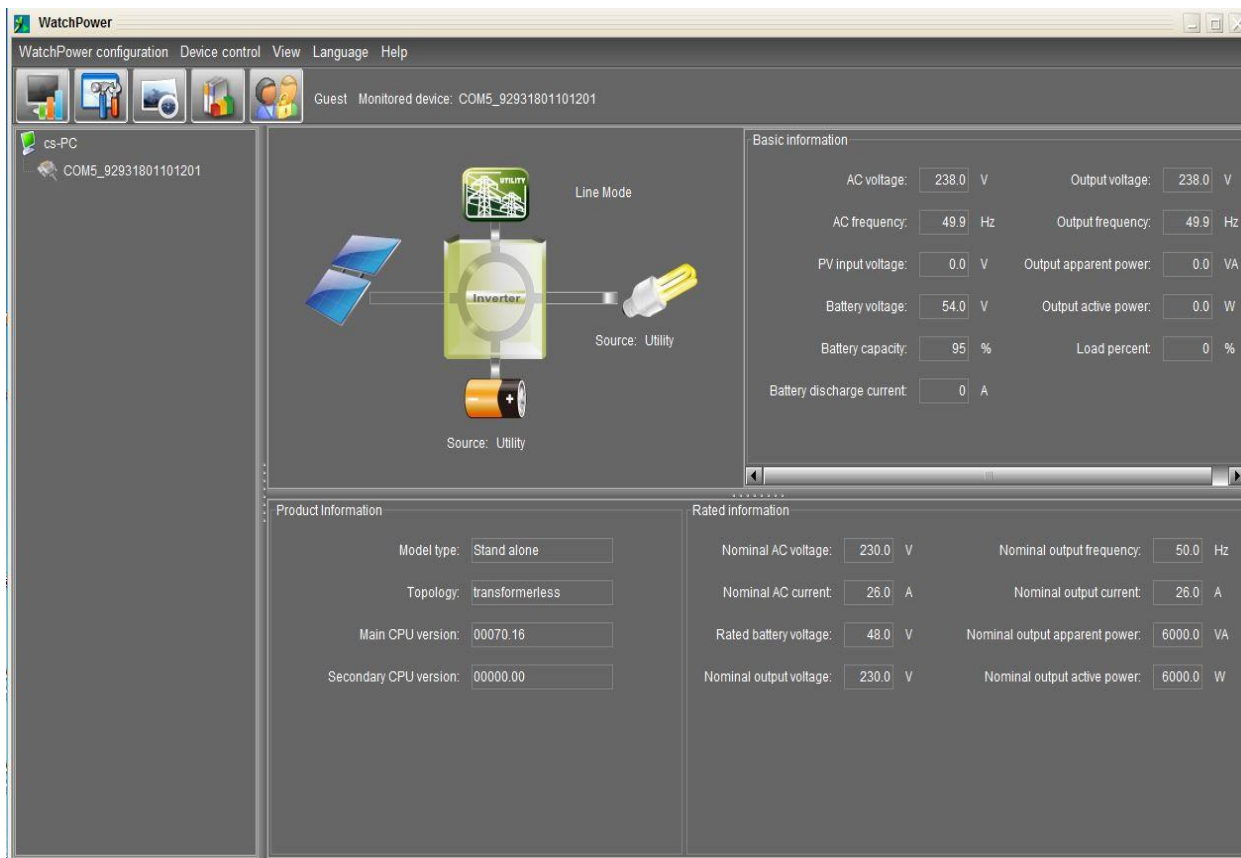 WatchPower
WatchPower configuration Device control View Language Help
Guest Monitored device: COM5_92931801101201
cs-PC
COM5_92931801101201
UTILITY
Line Mode
Inverter
Source: Utility
Source: Utility
Basic information
AC voltage: 238.0 V Output voltage: 238.0 V
AC frequency: 49.9 Hz Output frequency: 49.9 Hz
PV input voltage: 0.0 V Output apparent power: 0.0 VA
Battery voltage: 54.0 V Output active power: 0.0 W
Battery capacity: 95 % Load percent: 0 %
Battery discharge current: 0 A
Product Information
Model type: Stand alone
Topology: transformerless
Main CPU version: 00070.16
Secondary CPU version: 00000.00
Rated information
Nominal AC voltage: 230.0 V Nominal output frequency: 50.0 Hz
Nominal AC current: 26.0 A Nominal output current: 26.0 A
Rated battery voltage: 48.0 V Nominal output apparent power: 6000.0 VA
Nominal output voltage: 230.0 V Nominal output active power: 6000.0 W